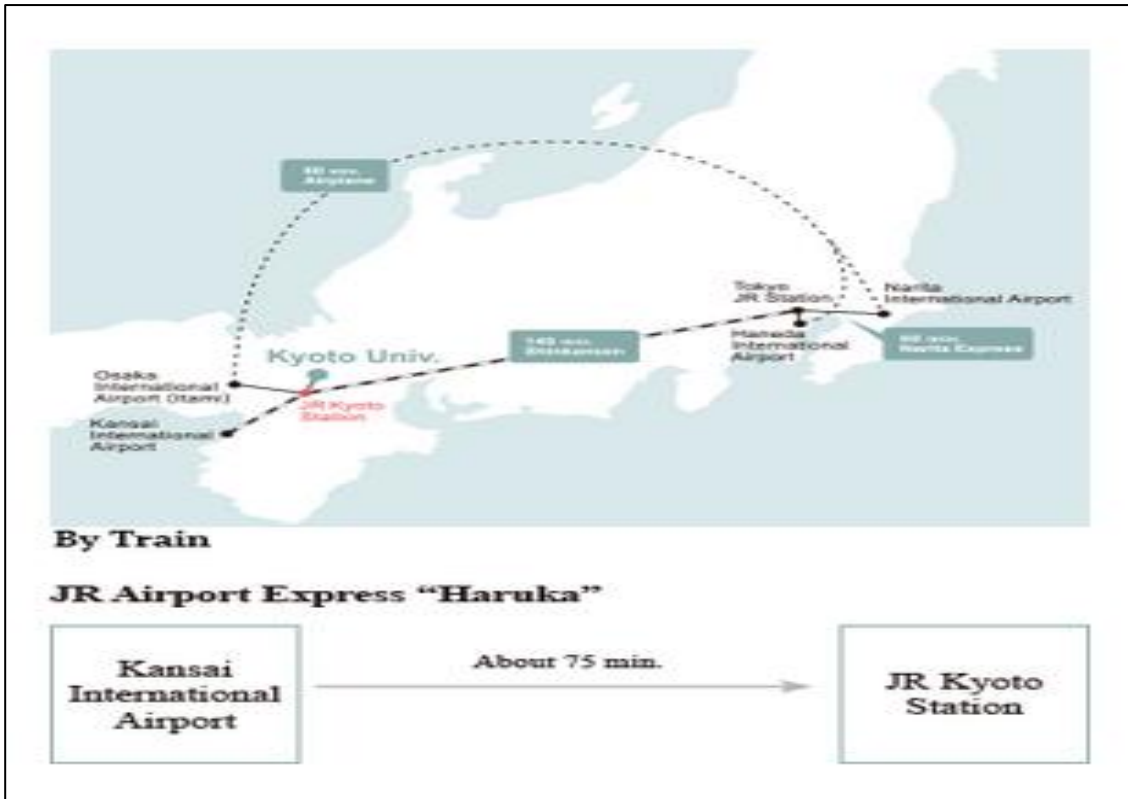 Airplane
Tokyo
JR Station
Narita
International Airport
Haneda
International
Airport
Shinkansen
Narita Express
Kyoto Univ.
Osaka
International
Airport (Itami)
JR Kyoto
Station
Kansai
International
Airport
By Train
JR Airport Express “Haruka”
Kansai
International
Airport
About 75 min.
JR Kyoto
Station